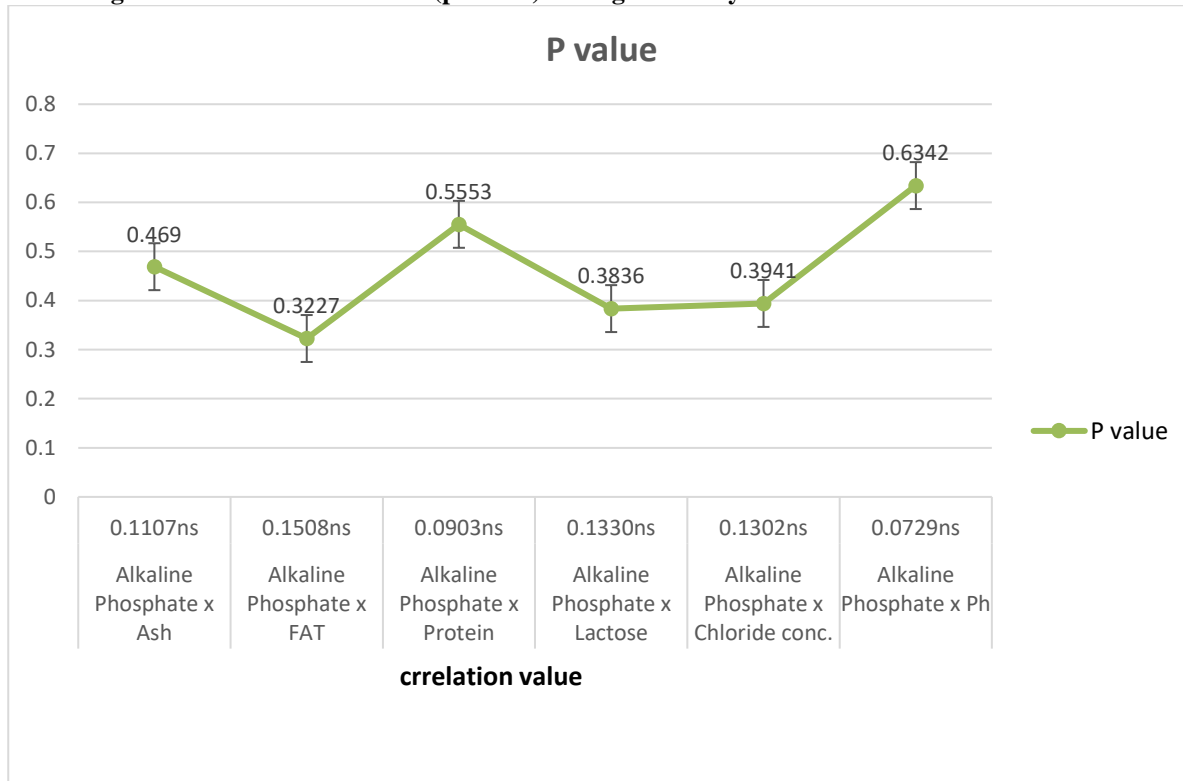 P value
0.8
0.7
0.6
0.5
0.4
0.3
0.2
0.1
0
0.469
0.3227
0.5553
0.3836
0.3941
0.6342
P value
0.1107ns 0.1508ns 0.0903ns 0.1330ns 0.1302ns 0.0729ns
Alkaline Phosphate x Ash
Alkaline Phosphate x FAT
Alkaline Phosphate x Protein
Alkaline Phosphate x Lactose
Alkaline Phosphate x Chloride conc.
Alkaline Phosphate x Ph
crrelation value